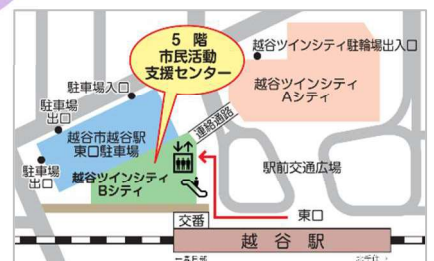 5 階
市民活動
支援センター
越谷ツインシティ駐輪場出入口
越谷ツインシティ
Aシティ
駐車場入口
駐車場
出口
連絡通路
越谷市越谷駅
東口駐車場
駐車場
出口
越谷ツインシティ
Bシティ
駅前交通広場
交番
東口
越 谷 駅